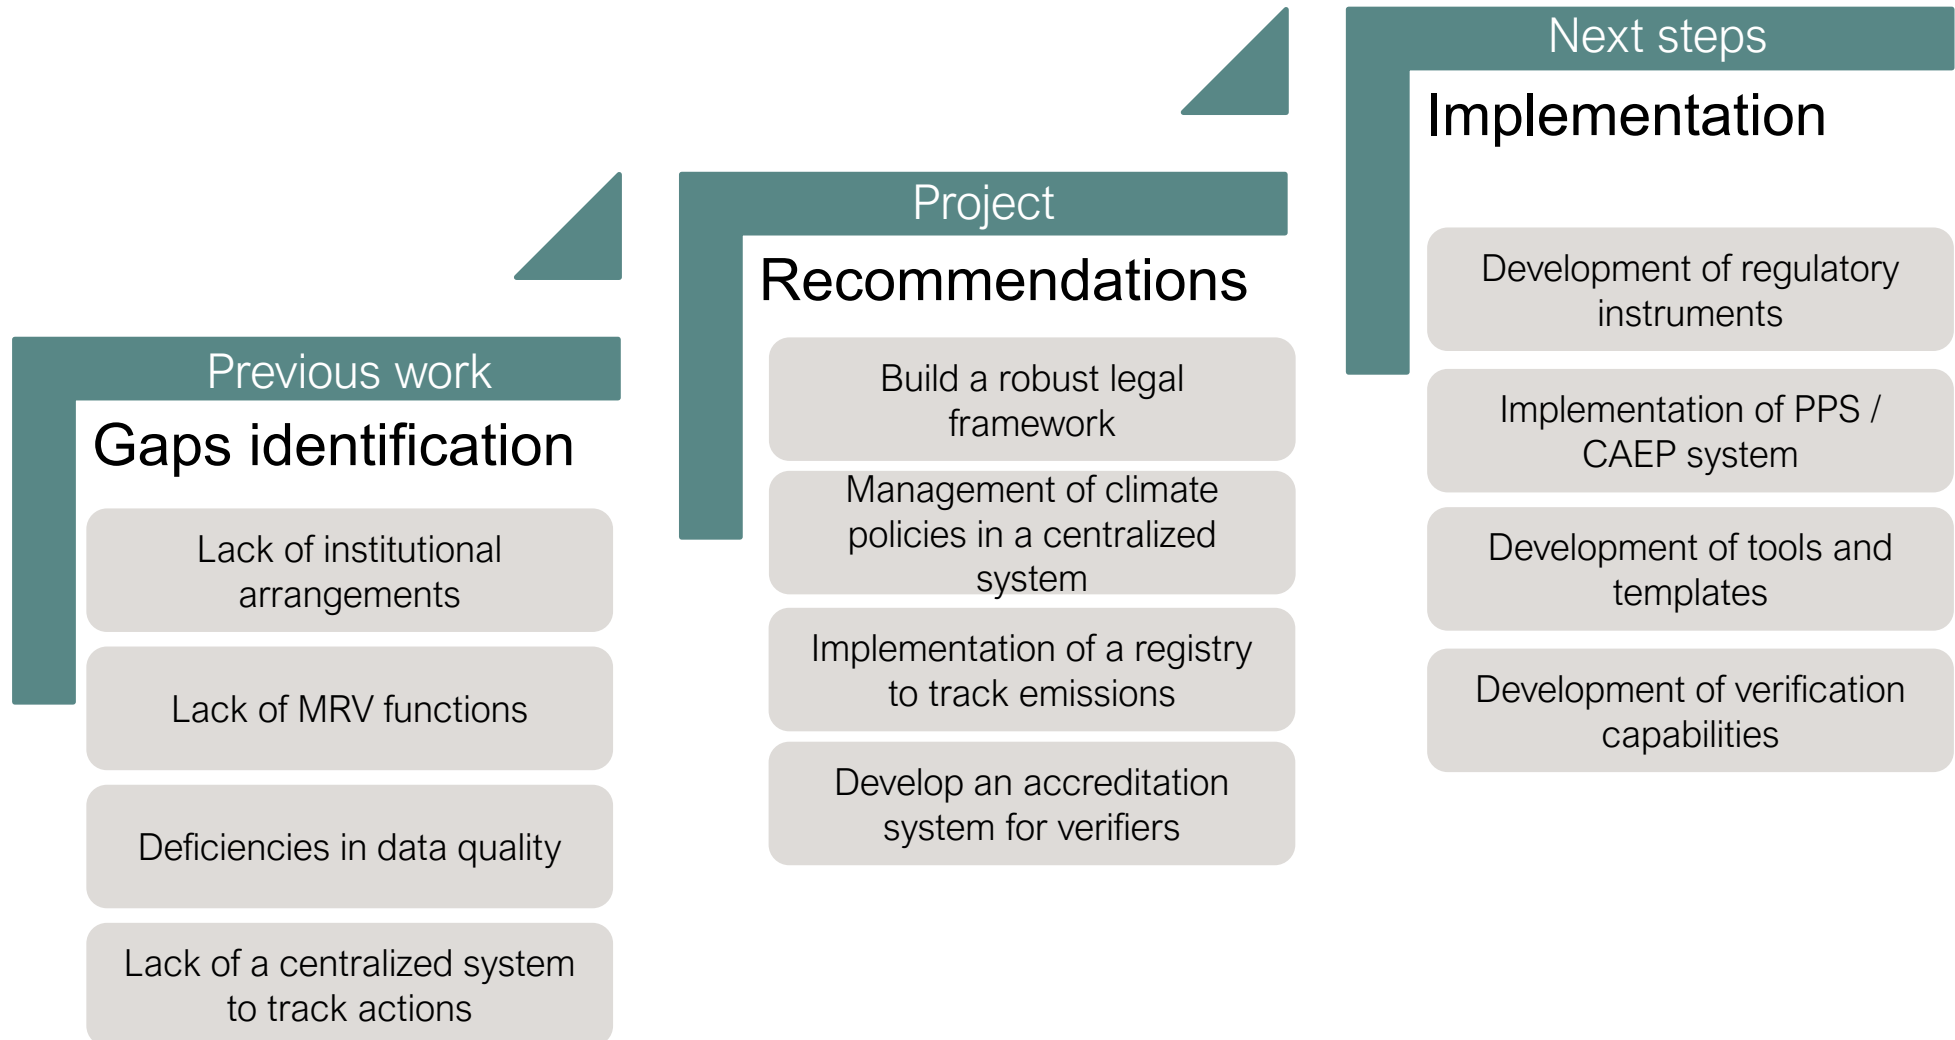 Previous work
Gaps identification
Lack of institutional
arrangements
Lack of MRV functions
Deficiencies in data quality
Lack of a centralized system
to track actions
Project
Recommendations
Build a robust legal
framework
Management of climate
policies in a centralized
system
Implementation of a registry
to track emissions
Develop an accreditation
system for verifiers
Next steps
Implementation
Development of regulatory
instruments
Implementation of PPS /
CAEP system
Development of tools and
templates
Development of verification
capabilities